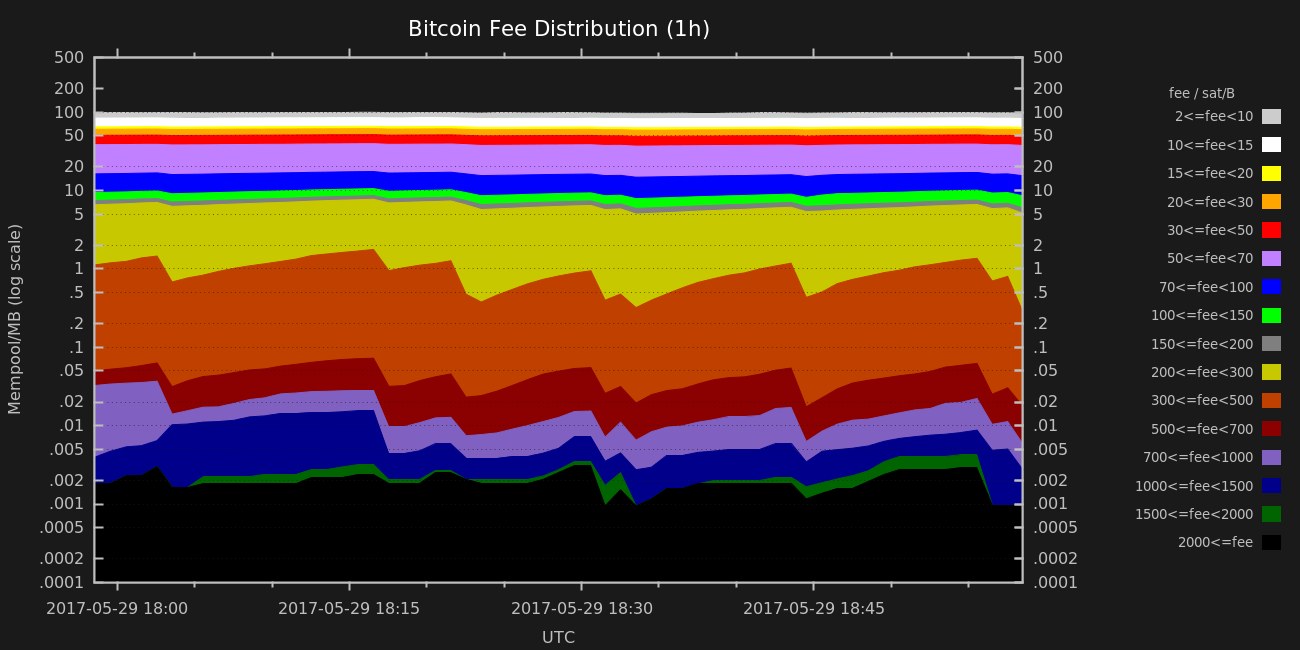 Bitcoin Fee Distribution (1h)
500 500
200 200
100 100
50 50
20 20
10 10
5 5
2 2
1 1
.5 .5
.2 .2
.1 .1
.05 .05
.02 .02
.01 .01
.005 .005
.002 .002
.001 .001
.0005 .0005
.0002 .0002
.0001 .0001
Mempool/MB (log scale)
2017-05-29 18:00 2017-05-29 18:15 2017-05-29 18:30 2017-05-29 18:45
UTC
fee / sat/B
2<=fee<10
10<=fee<15
15<=fee<20
20<=fee<30
30<=fee<50
50<=fee<70
70<=fee<100
100<=fee<150
150<=fee<200
200<=fee<300
300<=fee<500
500<=fee<700
700<=fee<1000
1000<=fee<1500
1500<=fee<2000
2000<=fee